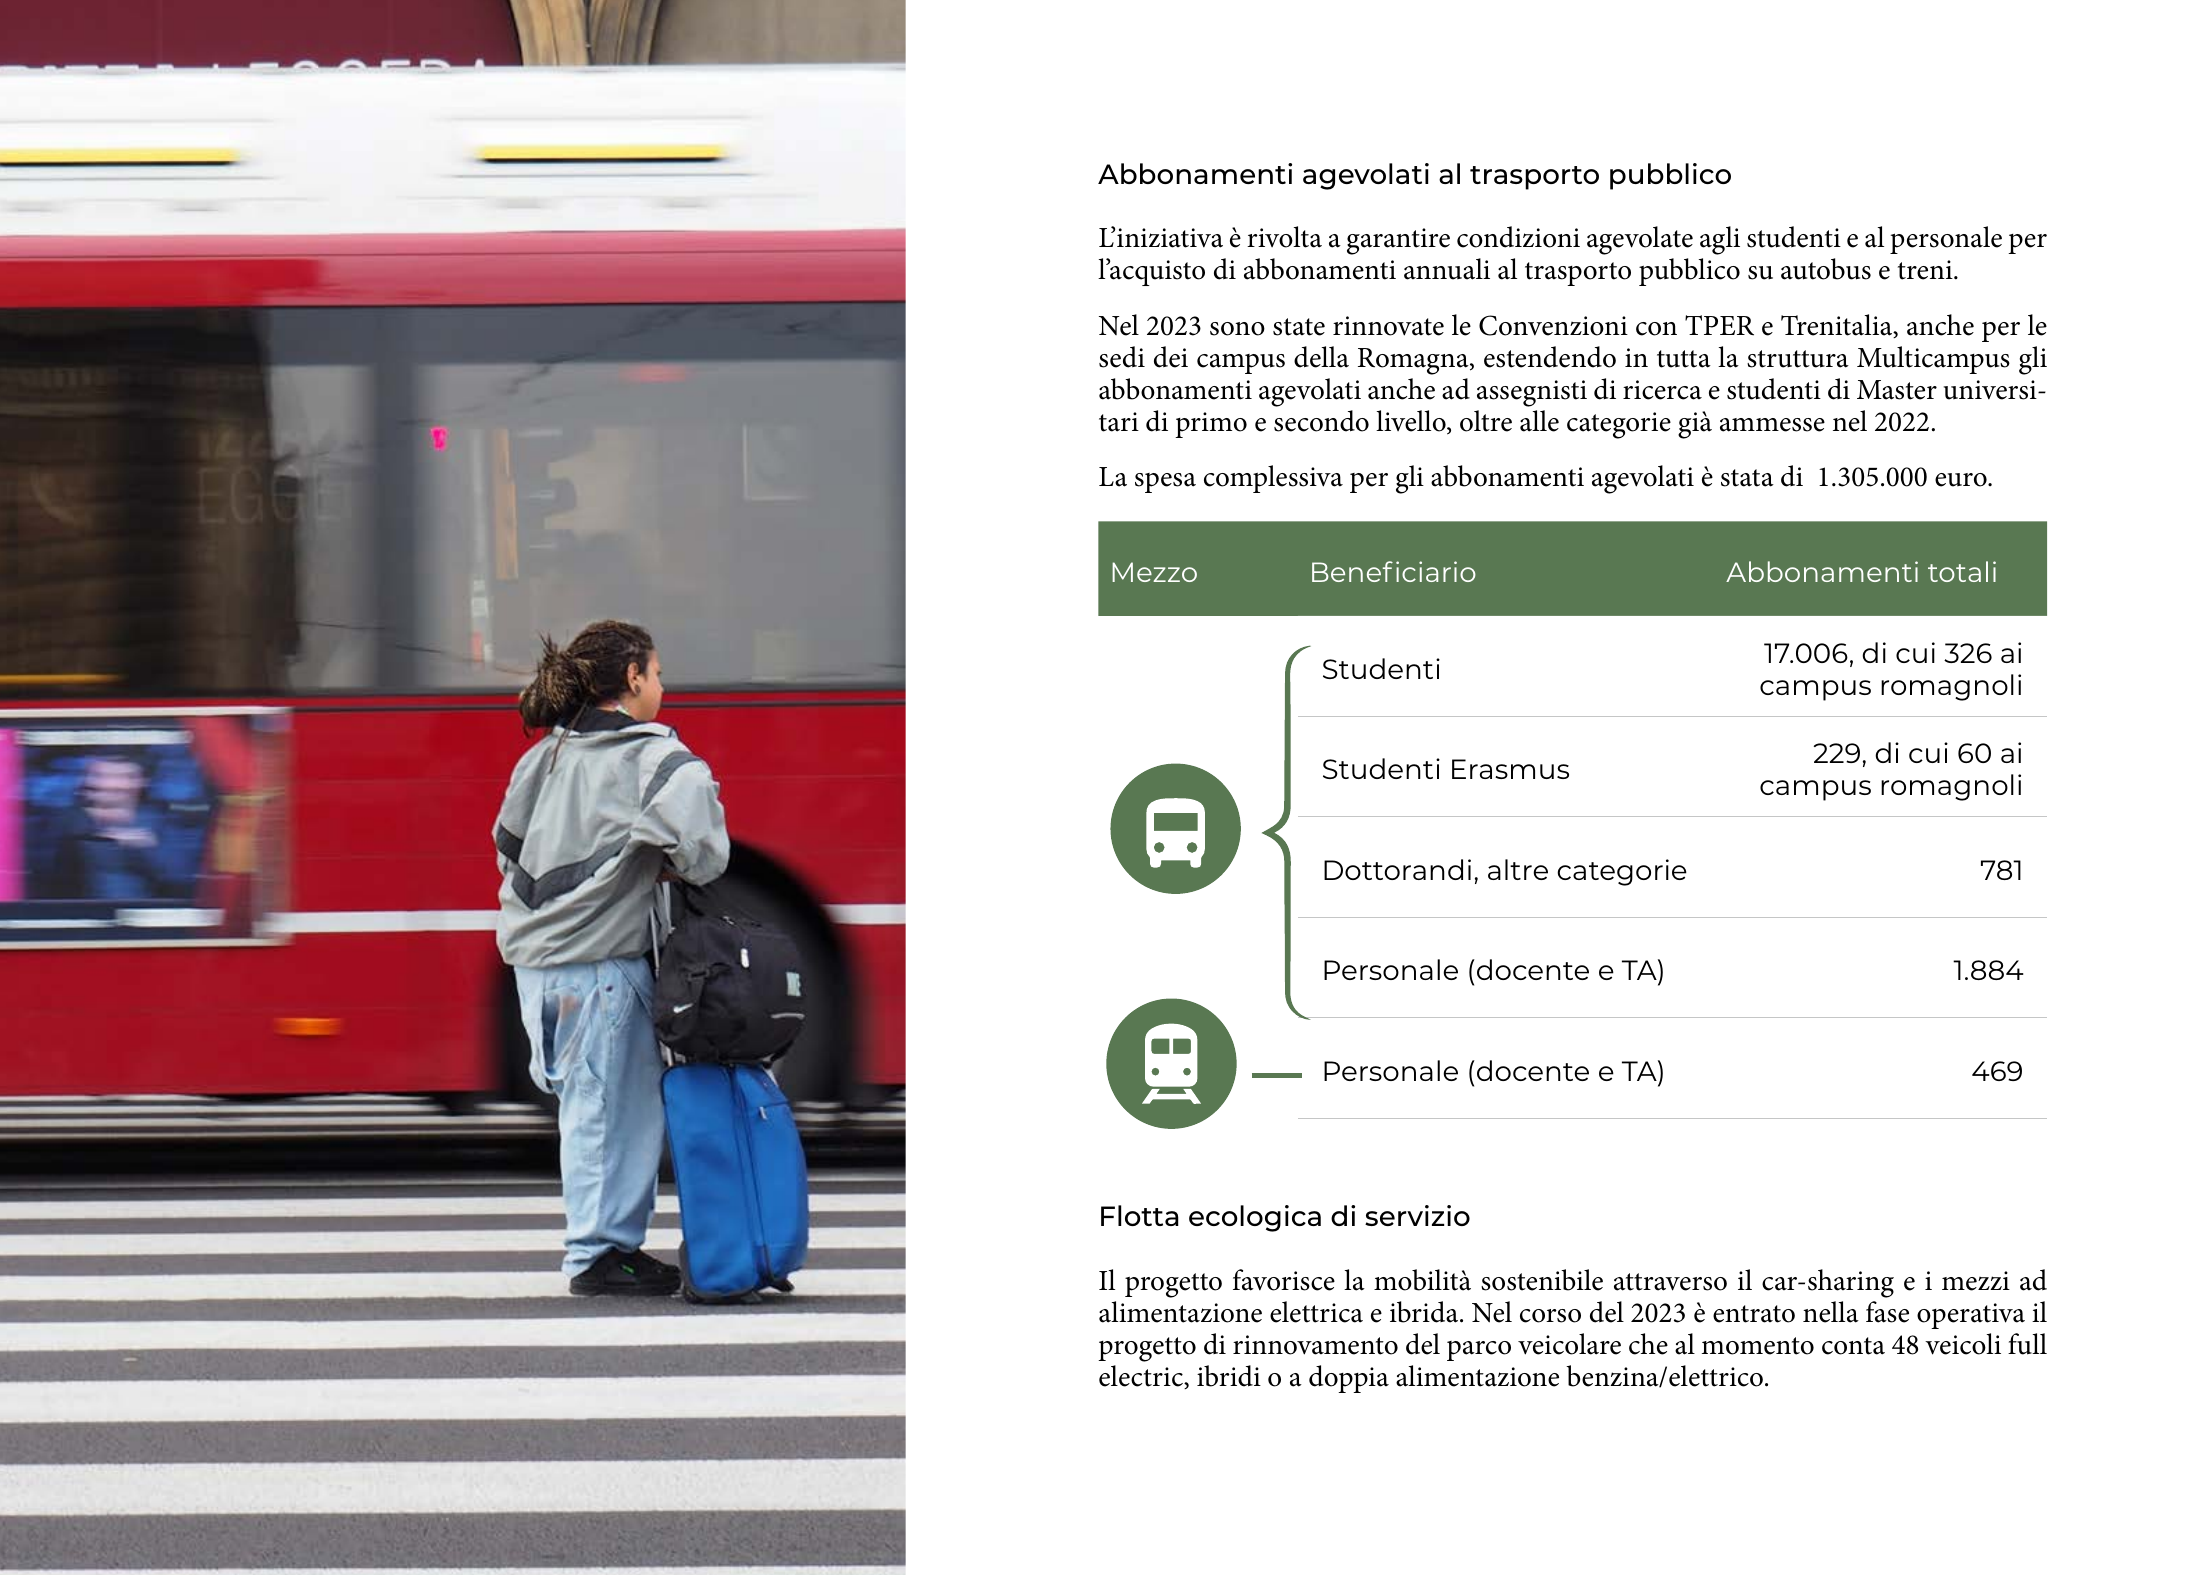 Abbonamenti agevolati al trasporto pubblico
L’iniziativa è rivolta a garantire condizioni agevolate agli studenti e al personale per
l’acquisto di abbonamenti annuali al trasporto pubblico su autobus e treni.
Nel 2023 sono state rinnovate le Convenzioni con TPER e Trenitalia, anche per le
sedi dei campus della Romagna, estendendo in tutta la struttura Multicampus gli
abbonamenti agevolati anche ad assegnisti di ricerca e studenti di Master universi-
tari di primo e secondo livello, oltre alle categorie già ammesse nel 2022.
La spesa complessiva per gli abbonamenti agevolati è stata di 1.305.000 euro.
Mezzo Beneficiario Abbonamenti totali
Studenti 17.006, di cui 326 ai
campus romagnoli
Studenti Erasmus 229, di cui 60 ai
campus romagnoli
Dottorandi, altre categorie 781
Personale (docente e TA) 1.884
Personale (docente e TA) 469
Flotta ecologica di servizio
Il progetto favorisce la mobilità sostenibile attraverso il car-sharing e i mezzi ad
alimentazione elettrica e ibrida. Nel corso del 2023 è entrato nella fase operativa il
progetto di rinnovamento del parco veicolare che al momento conta 48 veicoli full
electric, ibridi o a doppia alimentazione benzina/elettrico.